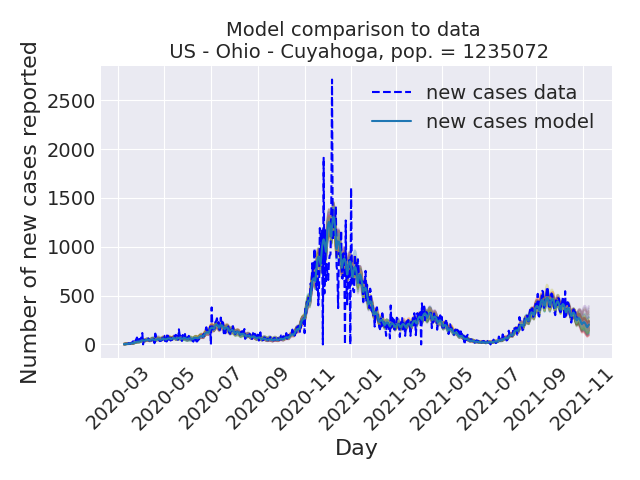 Model comparison to data
US - Ohio - Cuyahoga, pop. = 1235072
Number of new cases reported
2500
2000
1500
1000
500
0
new cases data
new cases model
2020-03
2020-05
2020-07
2020-09
2020-11
2021-01
2021-03
2021-05
2021-07
2021-09
2021-11
Day